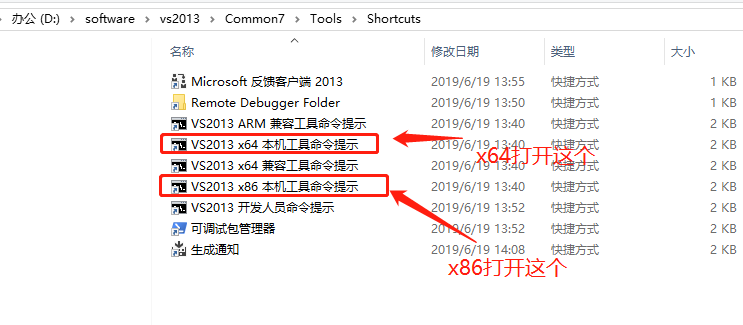 办公 (D:) > software > vs2013 > Common7 > Tools > Shortcuts
名称 修改日期 类型 大小
Microsoft 反馈客户端 2013 2019/6/19 13:55 快捷方式 1 KB
Remote Debugger Folder 2019/6/19 13:50 快捷方式 1 KB
VS2013 ARM 兼容工具命令提示 2019/6/19 13:40 快捷方式 2 KB
VS2013 x64 本机工具命令提示 2019/6/19 13:40 快捷方式 2 KB
x64打开这个
VS2013 x64 兼容工具命令提示 2019/6/19 13:40 快捷方式 2 KB
VS2013 x86 本机工具命令提示 2019/6/19 13:40 快捷方式 2 KB
VS2013 开发人员命令提示 2019/6/19 13:52 快捷方式 2 KB
可调试包管理器 2019/6/19 13:52 快捷方式 2 KB
生成通知 2019/6/19 14:08 快捷方式 2 KB
x86打开这个